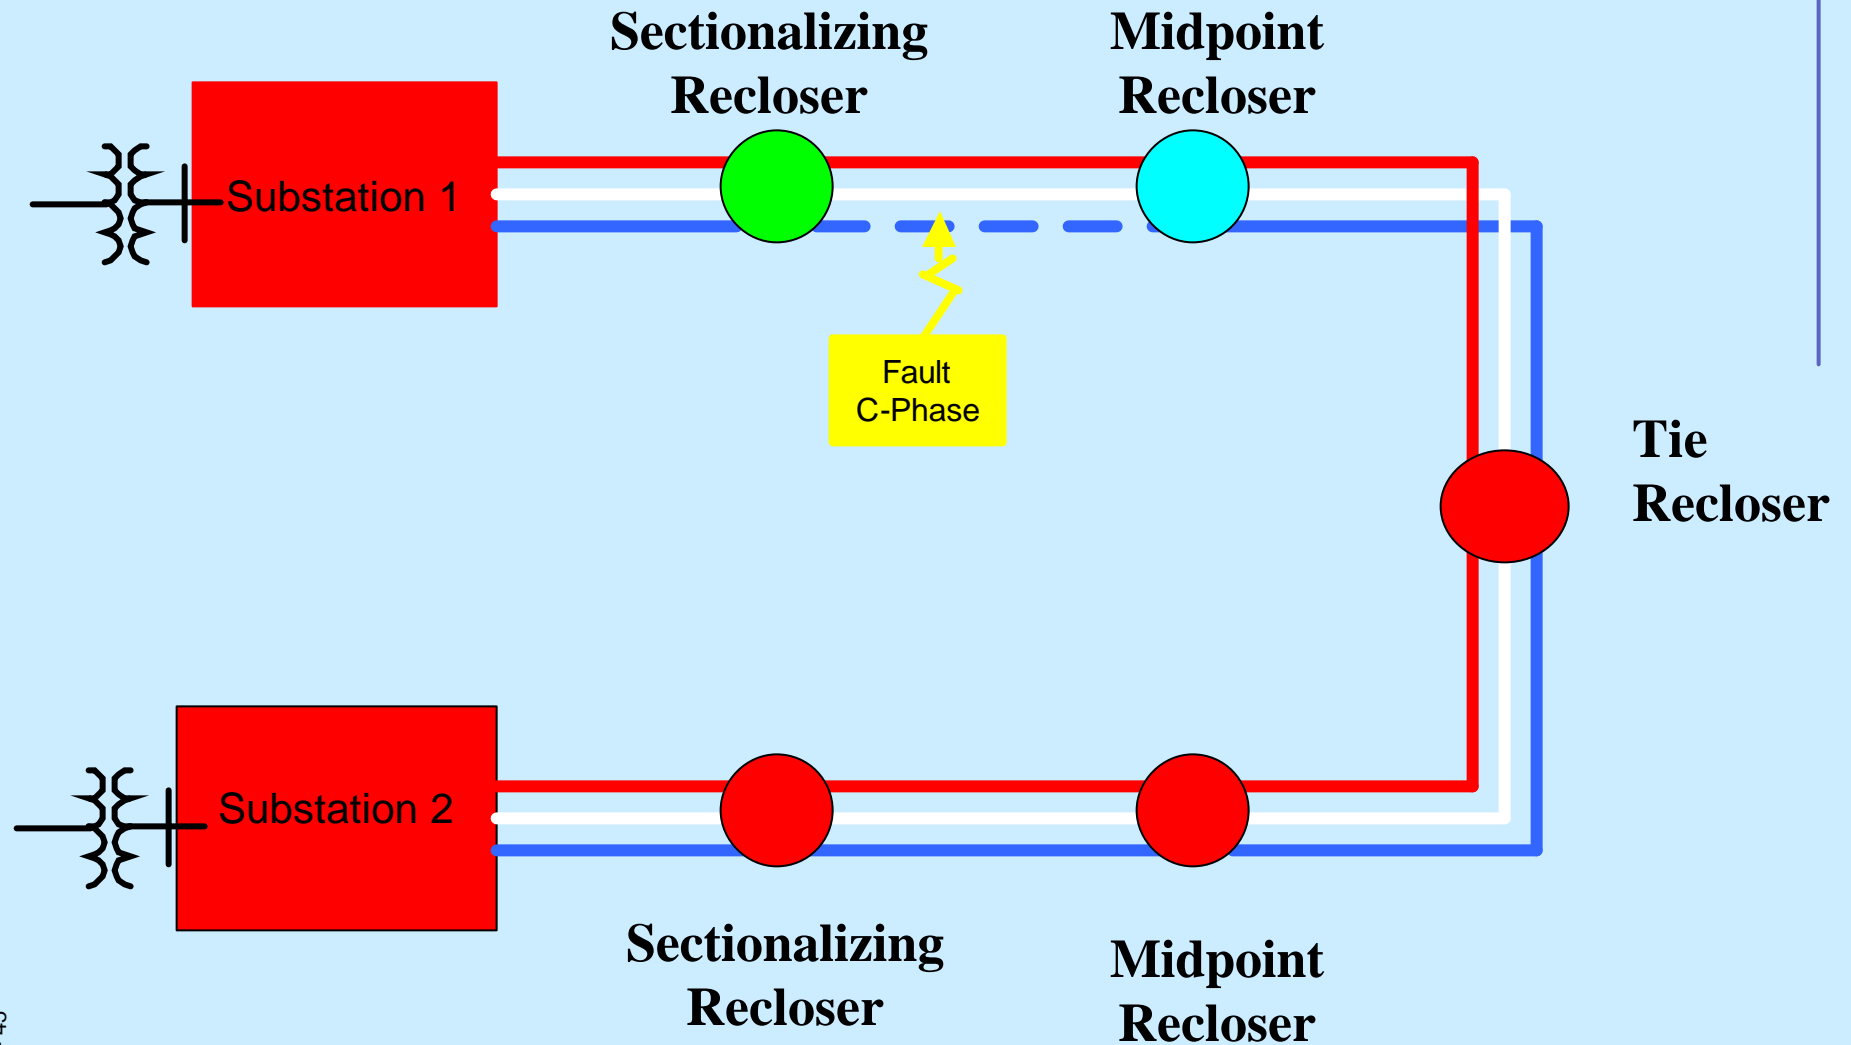 Sectionalizing
Recloser
Midpoint
Recloser
Substation 1
Fault
C-Phase
Tie
Recloser
Substation 2
Sectionalizing
Recloser
Midpoint
Recloser